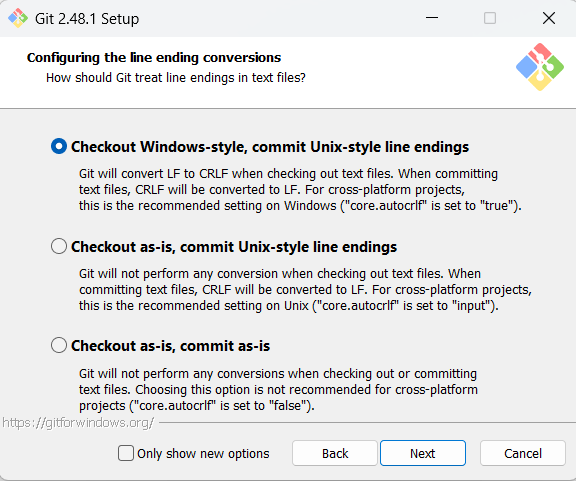 Git 2.48.1 Setup
Configuring the line ending conversions
How should Git treat line endings in text files?
Checkout Windows-style, commit Unix-style line endings
Git will convert LF to CRLF when checking out text files. When committing
text files, CRLF will be converted to LF. For cross-platform projects,
this is the recommended setting on Windows ("core.autocrlf" is set to "true").
Checkout as-is, commit Unix-style line endings
Git will not perform any conversion when checking out text files. When
committing text files, CRLF will be converted to LF. For cross-platform projects,
this is the recommended setting on Unix ("core.autocrlf" is set to "input").
Checkout as-is, commit as-is
Git will not perform any conversions when checking out or committing
text files. Choosing this option is not recommended for cross-platform
projects ("core.autocrlf" is set to "false").
https://gitforwindows.org/
Only show new options
Back
Next
Cancel